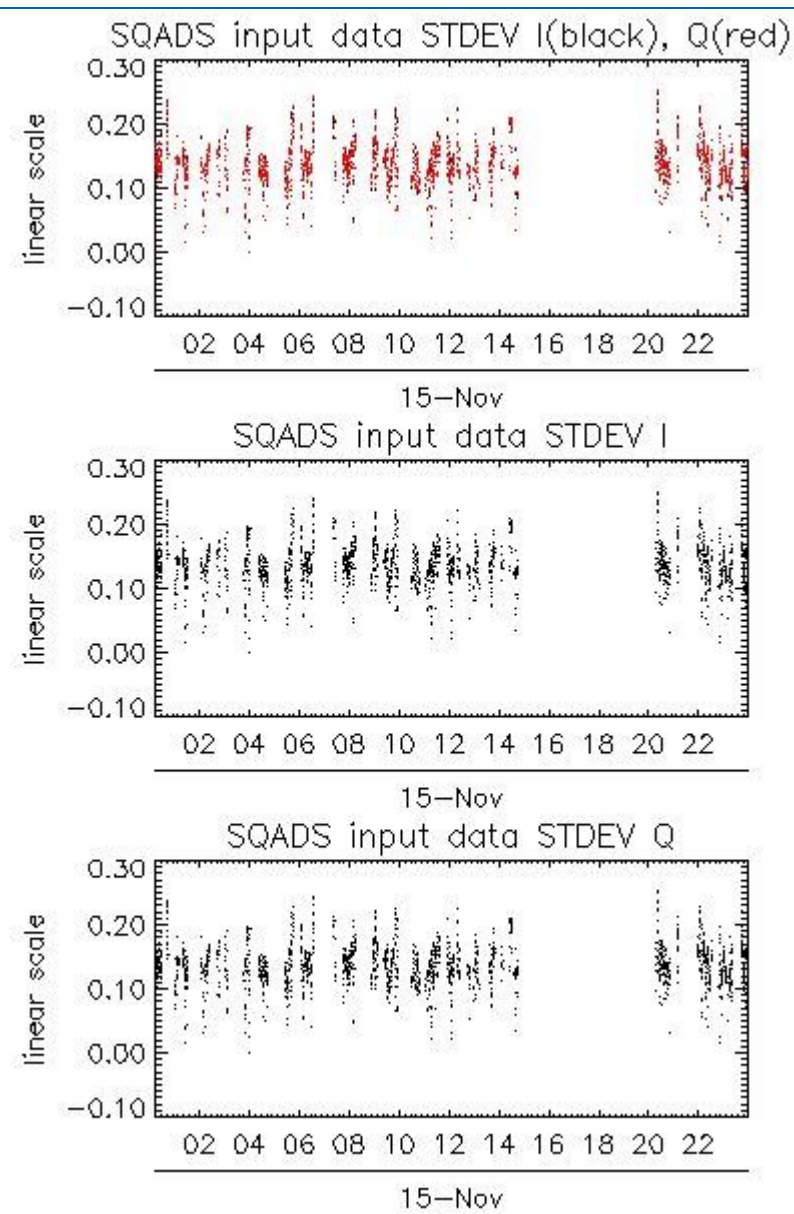 SQADS input data STDEV I(black), Q(red)
0.30
0.20
0.10
0.00
−0.10
linear scale
02 04 06 08 10 12 14 16 18 20 22
15−Nov
SQADS input data STDEV I
0.30
0.20
0.10
0.00
−0.10
linear scale
02 04 06 08 10 12 14 16 18 20 22
15−Nov
SQADS input data STDEV Q
0.30
0.20
0.10
0.00
−0.10
linear scale
02 04 06 08 10 12 14 16 18 20 22
15−Nov